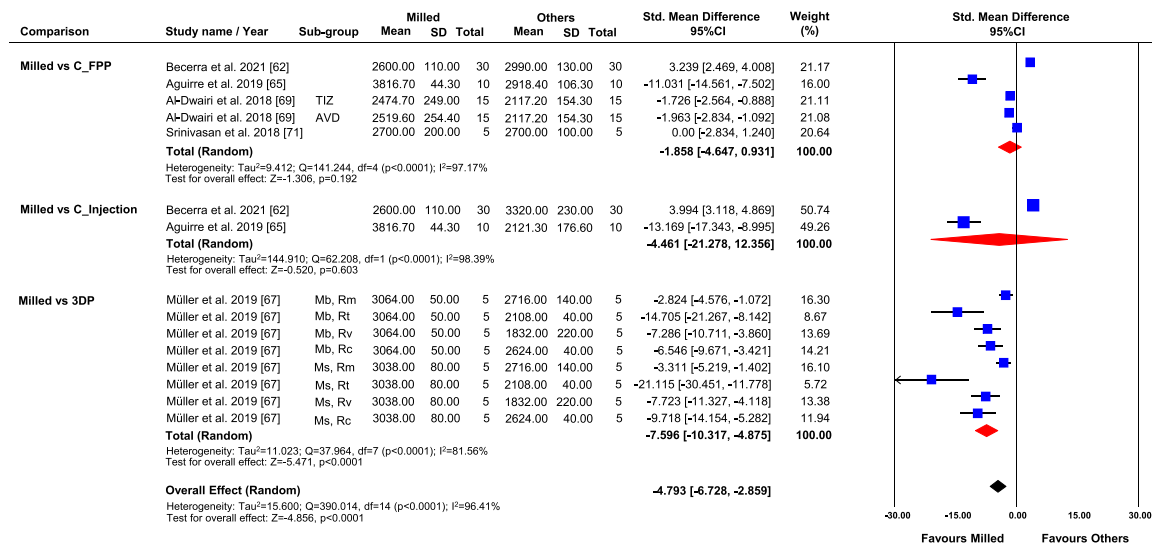 Milled Others Std. Mean Difference Weight Std. Mean Difference
Comparison Study name / Year Sub-group Mean SD Total Mean SD Total 95%CI (%) 95%CI
Milled vs C_FPP Becerra et al. 2021 [62] 2600.00 110.00 30 2990.00 130.00 30 3.239 [2.469, 4.008] 21.17
Aguirre et al. 2019 [65] 3816.70 44.30 10 2918.40 106.30 10 -11.031 [-14.561, -7.502] 16.00
Al-Dwairi et al. 2018 [69] TIZ 2474.70 249.00 15 2117.20 154.30 15 -1.726 [-2.564, -0.888] 21.11
Al-Dwairi et al. 2018 [69] AVD 2519.60 254.40 15 2117.20 154.30 15 -1.963 [-2.834, -1.092] 21.08
Srinivasan et al. 2018 [71] 2700.00 200.00 5 2700.00 100.00 5 0.00 [-2.834, 1.240] 20.64
Total (Random) -1.858 [-4.647, 0.931] 100.00
Heterogeneity: Tau²=9.412; Q=141.244, df=4 (p<0.0001); I²=97.17%
Test for overall effect: Z=-1.306, p=0.192
Milled vs C_Injection Becerra et al. 2021 [62] 2600.00 110.00 30 3320.00 230.00 30 3.994 [3.118, 4.869] 50.74
Aguirre et al. 2019 [65] 3816.70 44.30 10 2121.30 176.60 10 -13.169 [-17.343, -8.995] 49.26
Total (Random) -4.461 [-21.278, 12.356] 100.00
Heterogeneity: Tau²=144.910; Q=62.208, df=1 (p<0.0001); I²=98.39%
Test for overall effect: Z=-0.520, p=0.603
Milled vs 3DP Müller et al. 2019 [67] Mb, Rm 3064.00 50.00 5 2716.00 140.00 5 -2.824 [-4.576, -1.072] 16.30
Müller et al. 2019 [67] Mb, Rt 3064.00 50.00 5 2108.00 40.00 5 -14.705 [-21.267, -8.142] 8.67
Müller et al. 2019 [67] Mb, Rv 3064.00 50.00 5 1832.00 220.00 5 -7.286 [-10.711, -3.860] 13.69
Müller et al. 2019 [67] Mb, Rc 3064.00 50.00 5 2624.00 40.00 5 -6.546 [-9.671, -3.421] 14.21
Müller et al. 2019 [67] Ms, Rm 3038.00 80.00 5 2716.00 140.00 5 -3.311 [-5.219, -1.402] 16.10
Müller et al. 2019 [67] Ms, Rt 3038.00 80.00 5 2108.00 40.00 5 -21.115 [-30.451, -11.778] 5.72
Müller et al. 2019 [67] Ms, Rv 3038.00 80.00 5 1832.00 220.00 5 -7.723 [-11.327, -4.118] 13.38
Müller et al. 2019 [67] Ms, Rc 3038.00 80.00 5 2624.00 40.00 5 -9.718 [-14.154, -5.282] 11.94
Total (Random) -7.596 [-10.317, -4.875] 100.00
Heterogeneity: Tau²=11.023; Q=37.964, df=7 (p<0.0001); I²=81.56%
Test for overall effect: Z=-5.471, p<0.0001
Overall Effect (Random) -4.793 [-6.728, -2.859]
Heterogeneity: Tau²=15.600; Q=390.014, df=14 (p<0.0001); I²=96.41%
Test for overall effect: Z=-4.856, p<0.0001
-30.00 -15.00 0.00 15.00 30.00
Favours Milled Favours Others